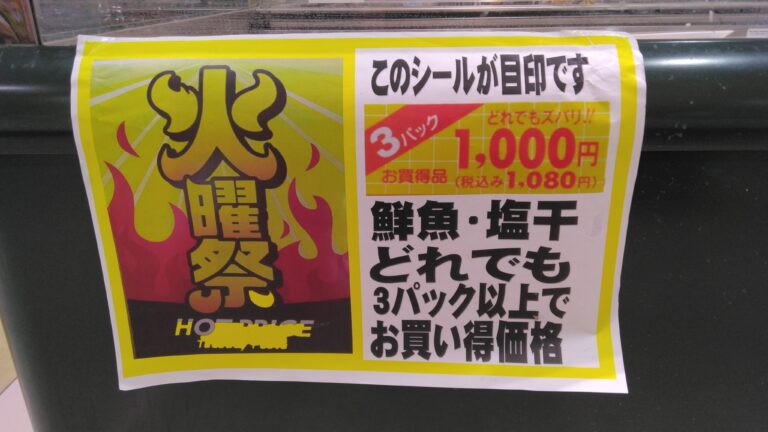 火曜祭
HOT PRICE
このシールが目印です
3パック
どれでもズバリ!!
1,000円
お買得品
(税込み1,080円)
鮮魚・塩干
どれでも
3パック以上で
お買い得価格